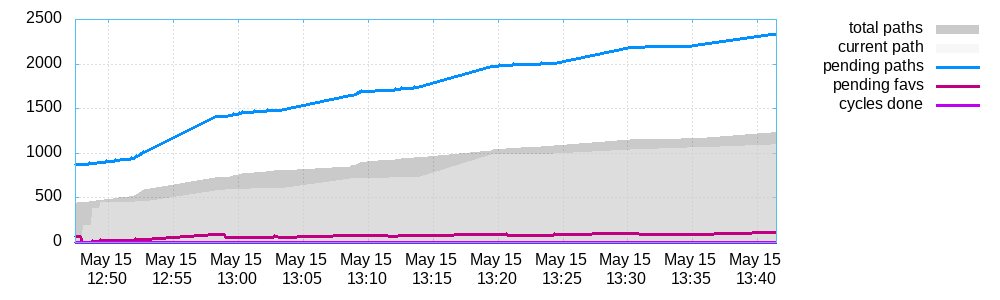 2500
2000
1500
1000
500
0
May 15 May 15 May 15 May 15 May 15 May 15 May 15 May 15 May 15 May 15 May 15
12:50 12:55 13:00 13:05 13:10 13:15 13:20 13:25 13:30 13:35 13:40
total paths
current path
pending paths
pending favs
cycles done